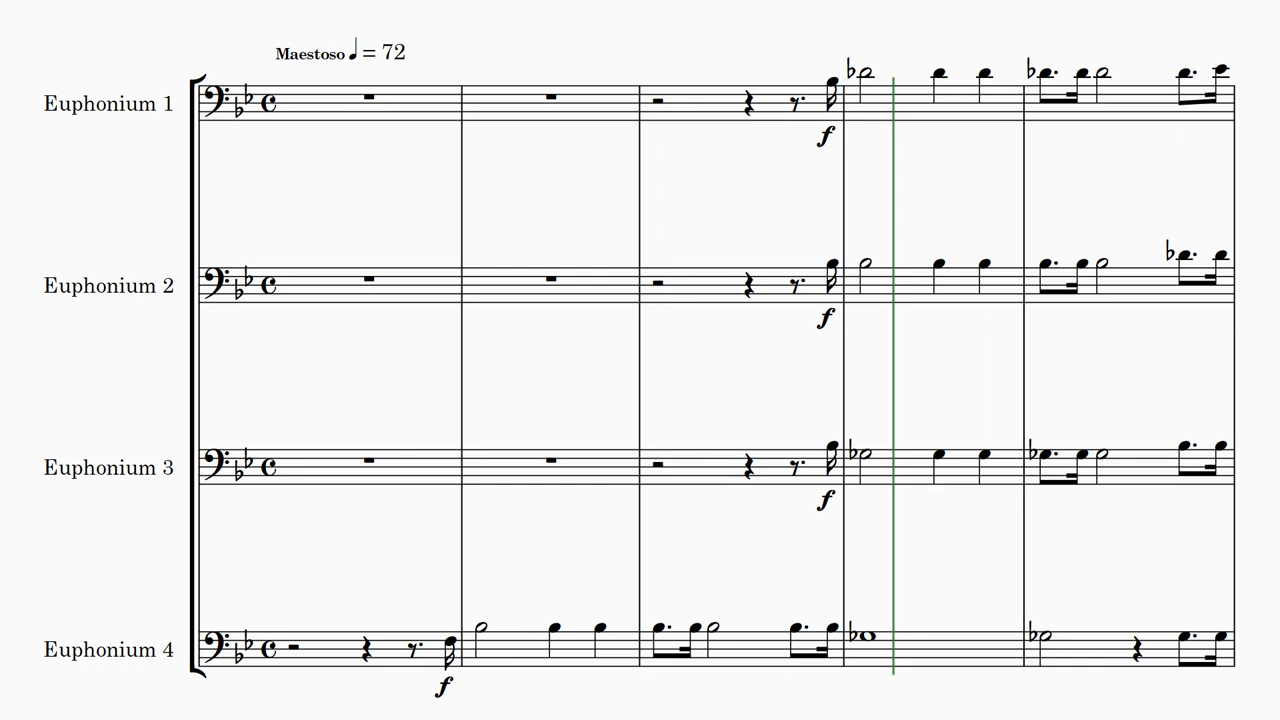 Maestoso ♩ = 72
Euphonium 1
f
Euphonium 2
f
Euphonium 3
f
Euphonium 4
f